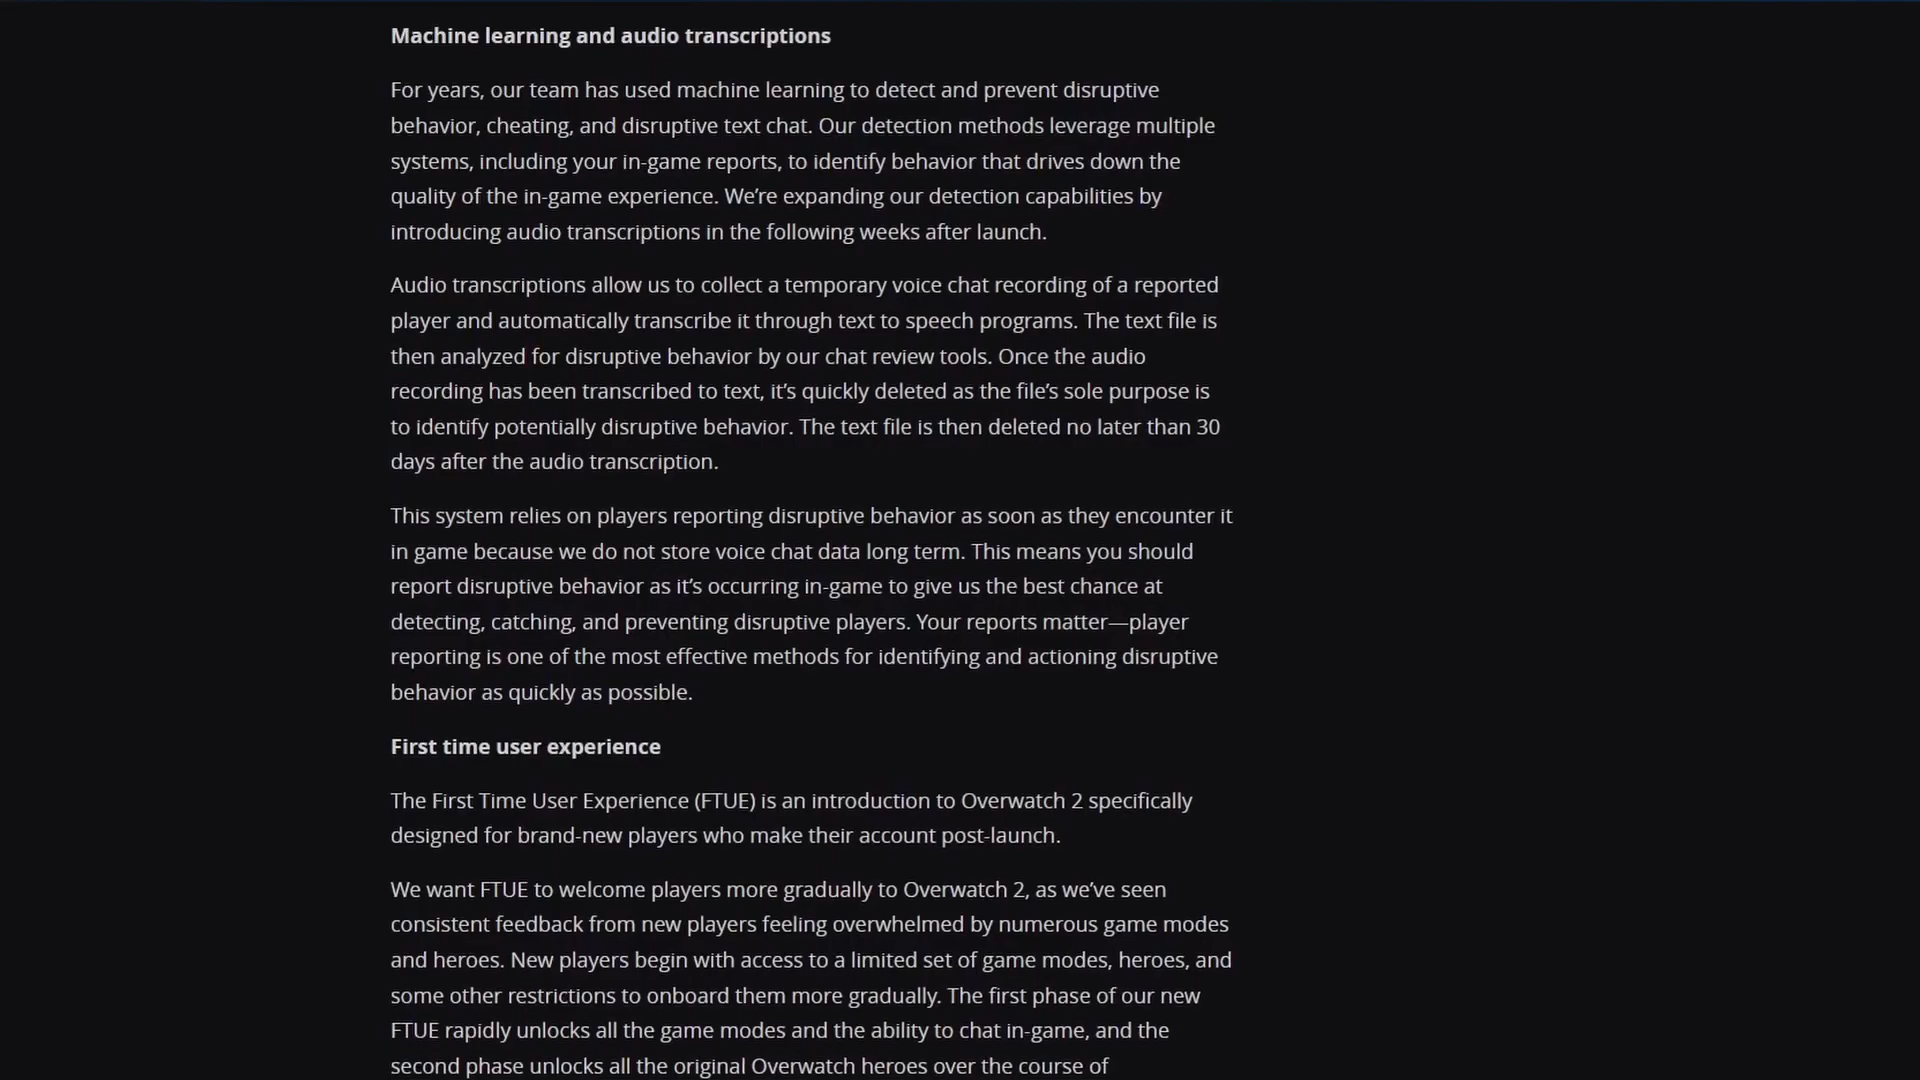 Machine learning and audio transcriptions
For years, our team has used machine learning to detect and prevent disruptive
behavior, cheating, and disruptive text chat. Our detection methods leverage multiple
systems, including your in-game reports, to identify behavior that drives down the
quality of the in-game experience. We’re expanding our detection capabilities by
introducing audio transcriptions in the following weeks after launch.
Audio transcriptions allow us to collect a temporary voice chat recording of a reported
player and automatically transcribe it through text to speech programs. The text file is
then analyzed for disruptive behavior by our chat review tools. Once the audio
recording has been transcribed to text, it’s quickly deleted as the file’s sole purpose is
to identify potentially disruptive behavior. The text file is then deleted no later than 30
days after the audio transcription.
This system relies on players reporting disruptive behavior as soon as they encounter it
in game because we do not store voice chat data long term. This means you should
report disruptive behavior as it’s occurring in-game to give us the best chance at
detecting, catching, and preventing disruptive players. Your reports matter—player
reporting is one of the most effective methods for identifying and actioning disruptive
behavior as quickly as possible.
First time user experience
The First Time User Experience (FTUE) is an introduction to Overwatch 2 specifically
designed for brand-new players who make their account post-launch.
We want FTUE to welcome players more gradually to Overwatch 2, as we’ve seen
consistent feedback from new players feeling overwhelmed by numerous game modes
and heroes. New players begin with access to a limited set of game modes, heroes, and
some other restrictions to onboard them more gradually. The first phase of our new
FTUE rapidly unlocks all the game modes and the ability to chat in-game, and the
second phase unlocks all the original Overwatch heroes over the course of